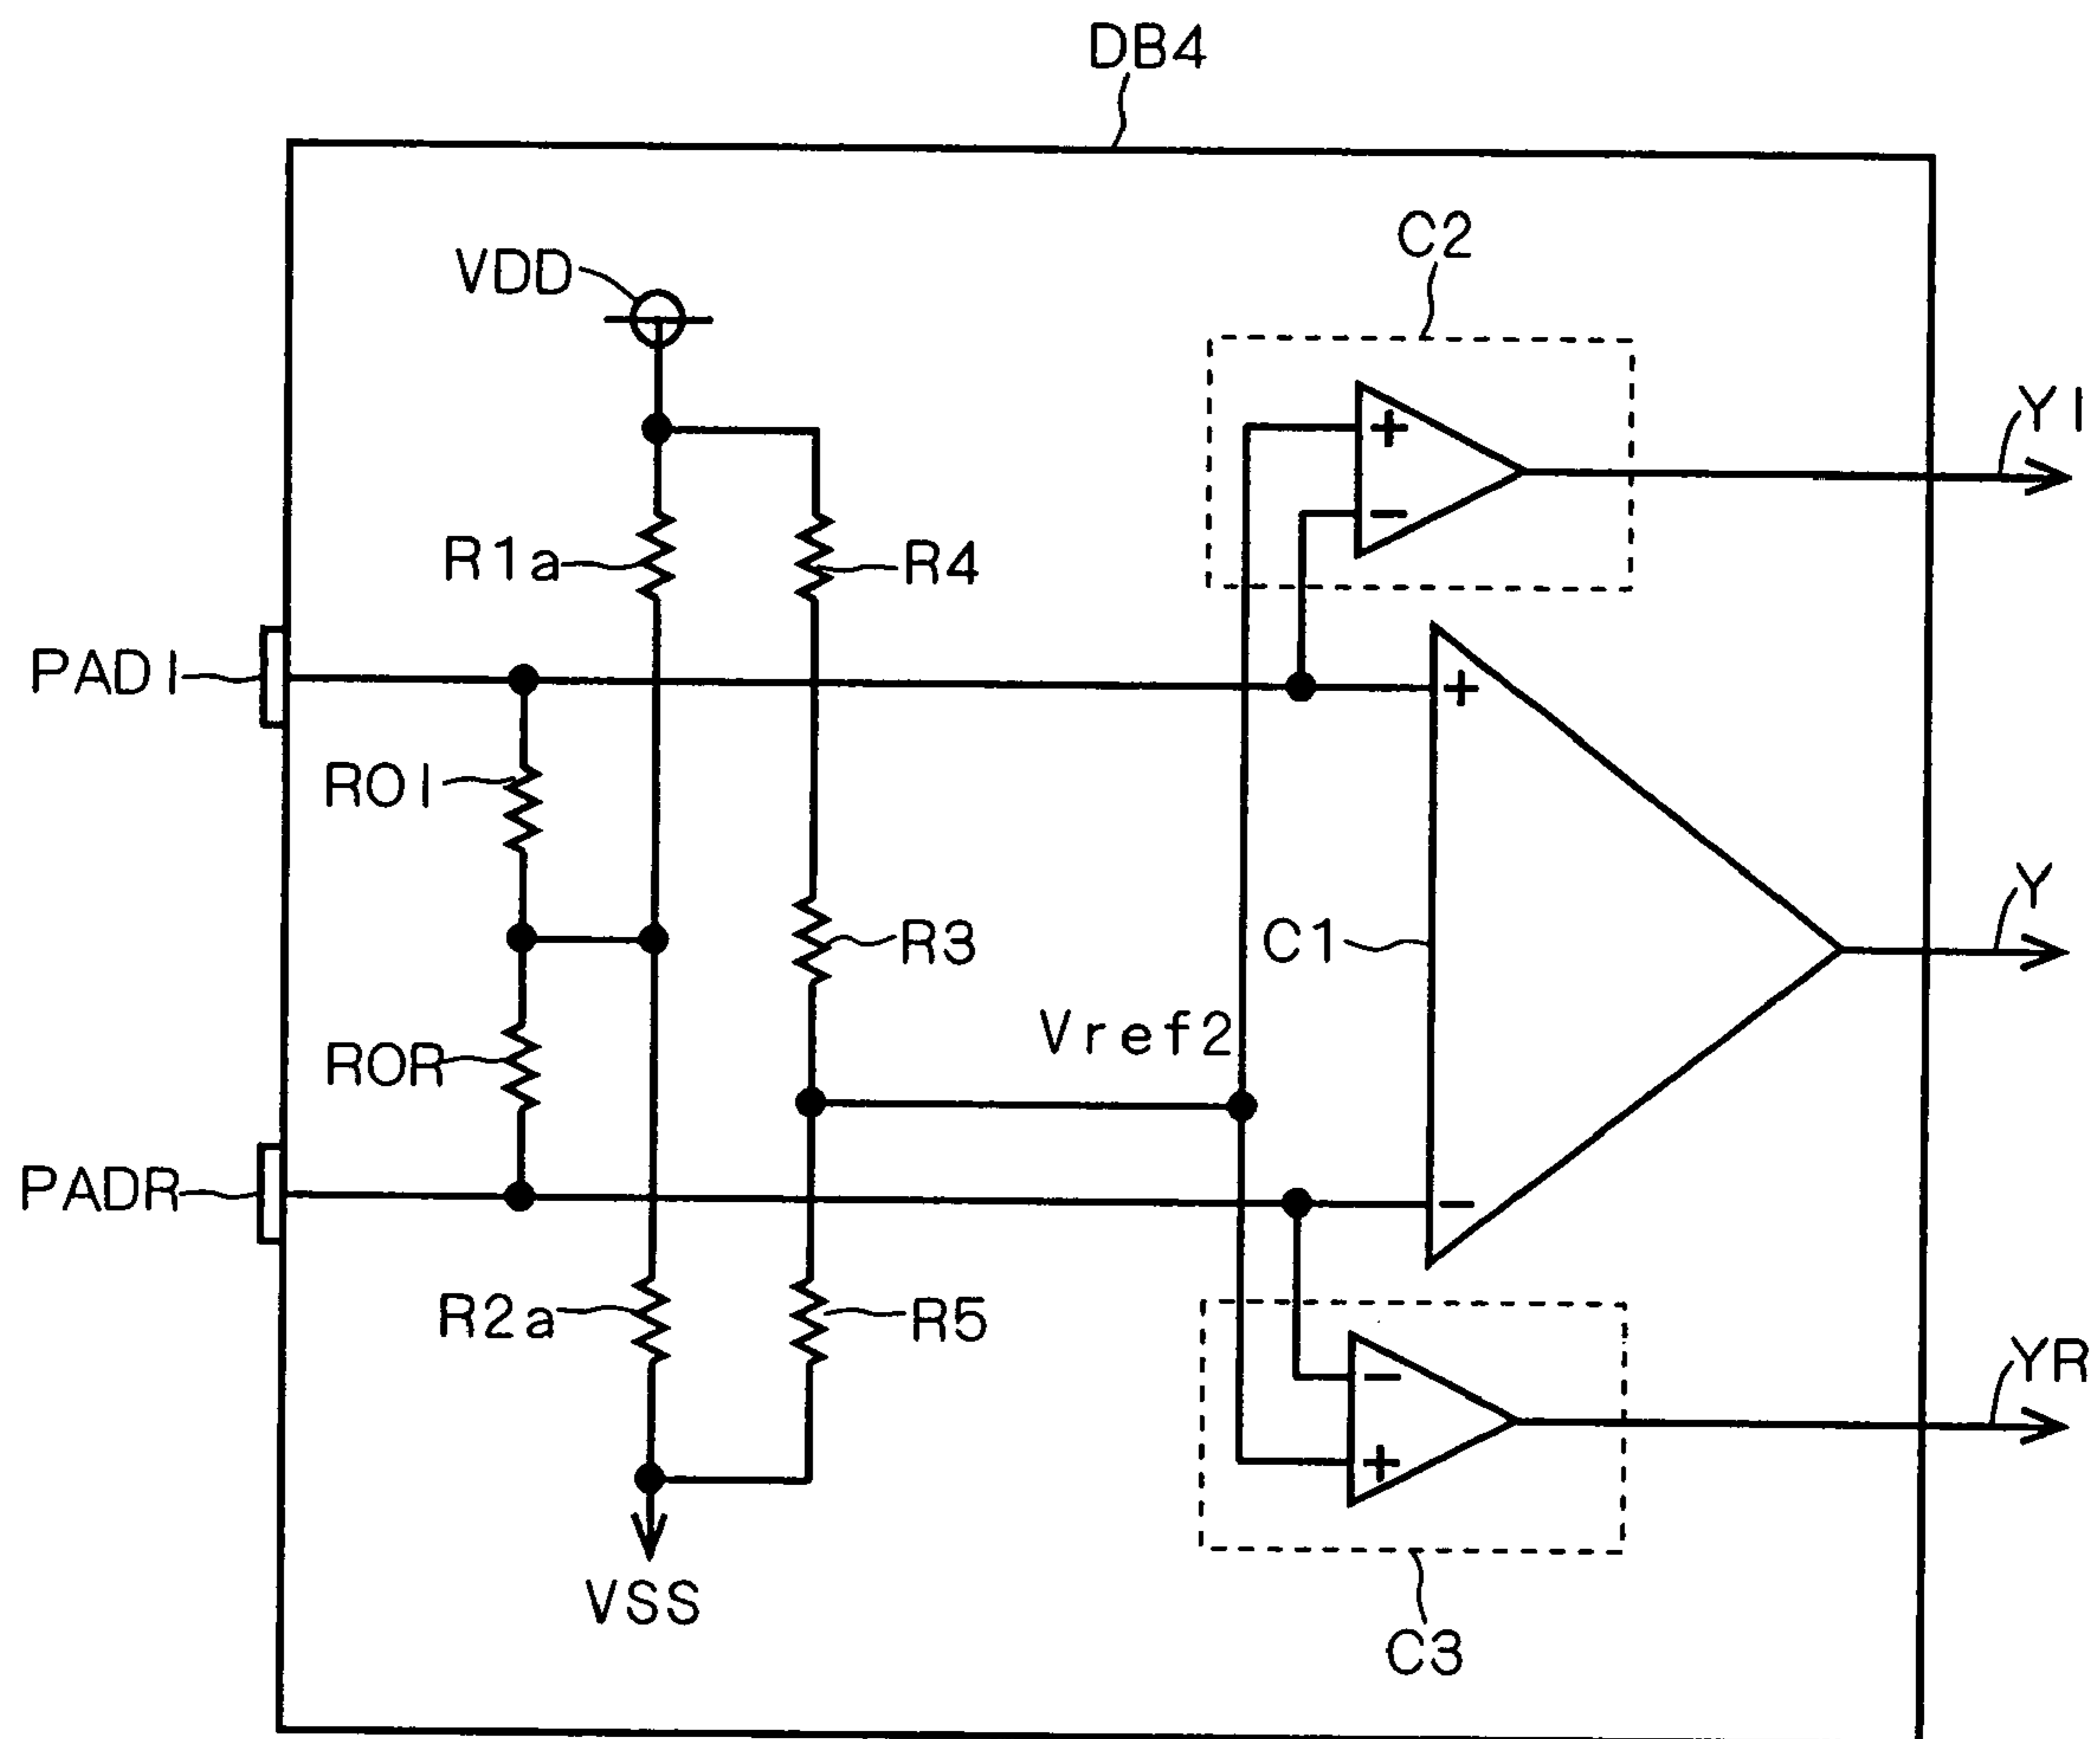 DB4
C2
VDD
YI
R1a
R4
PADI
+
-
+
ROI
Y
C1
R3
Vref2
ROR
PADR
-
R2a
R5
-
+
YR
VSS
C3